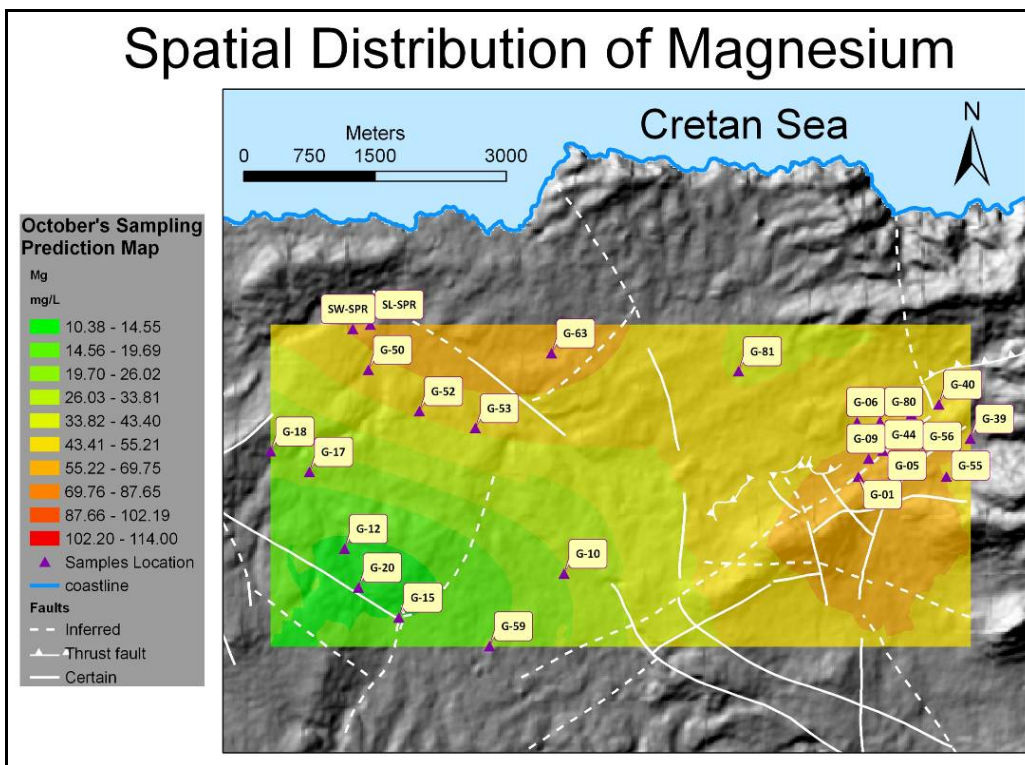 Spatial Distribution of Magnesium
Cretan Sea
N
Meters
0 750 1500 3000
October's Sampling
Prediction Map
Mg
mg/L
10.38 - 14.55
14.56 - 19.69
19.70 - 26.02
26.03 - 33.81
33.82 - 43.40
43.41 - 55.21
55.22 - 69.75
69.76 - 87.65
87.66 - 102.19
102.20 - 114.00
Samples Location
coastline
Faults
Inferred
Thrust fault
Certain
SW-SPR
SL-SPR
G-50
G-63
G-81
G-52
G-53
G-40
G-06
G-80
G-39
G-18
G-17
G-09
G-44
G-56
G-05
G-55
G-01
G-12
G-20
G-10
G-15
G-59